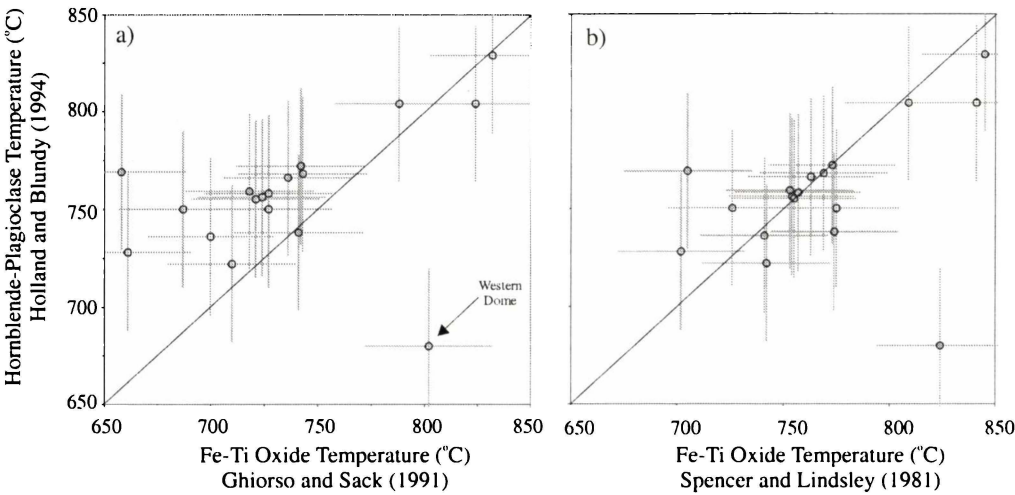 Hornblende-Plagioclase Temperature (°C)
Holland and Blundy (1994)
a)
850
800
750
700
650
Western
Dome
650
700
750
800
850
Fe-Ti Oxide Temperature (°C)
Ghiorso and Sack (1991)
b)
650
700
750
800
850
Fe-Ti Oxide Temperature (°C)
Spencer and Lindsley (1981)